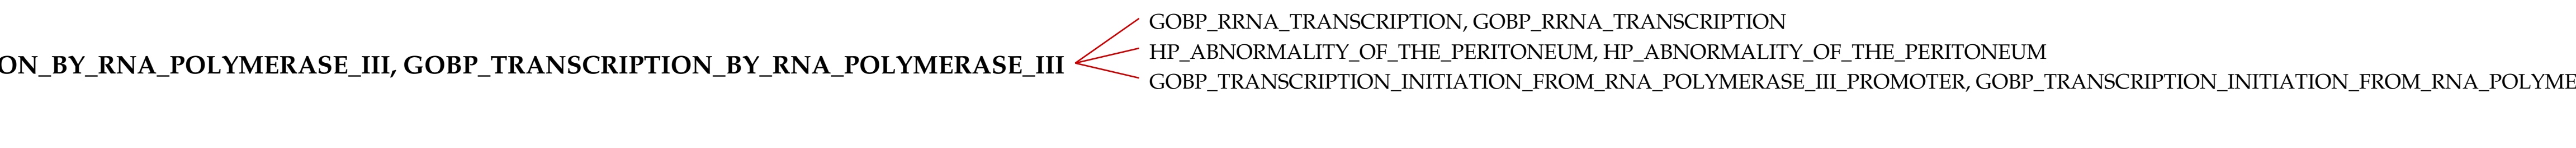 ON_BY_RNA_POLYMERASE_III, GOBP_TRANSCRIPTION_BY_RNA_POLYMERASE_III
GOBP_RRNA_TRANSCRIPTION, GOBP_RRNA_TRANSCRIPTION
HP_ABNORMALITY_OF_THE_PERITONEUM, HP_ABNORMALITY_OF_THE_PERITONEUM
GOBP_TRANSCRIPTION_INITIATION_FROM_RNA_POLYMERASE_III_PROMOTER, GOBP_TRANSCRIPTION_INITIATION_FROM_RNA_POLYME